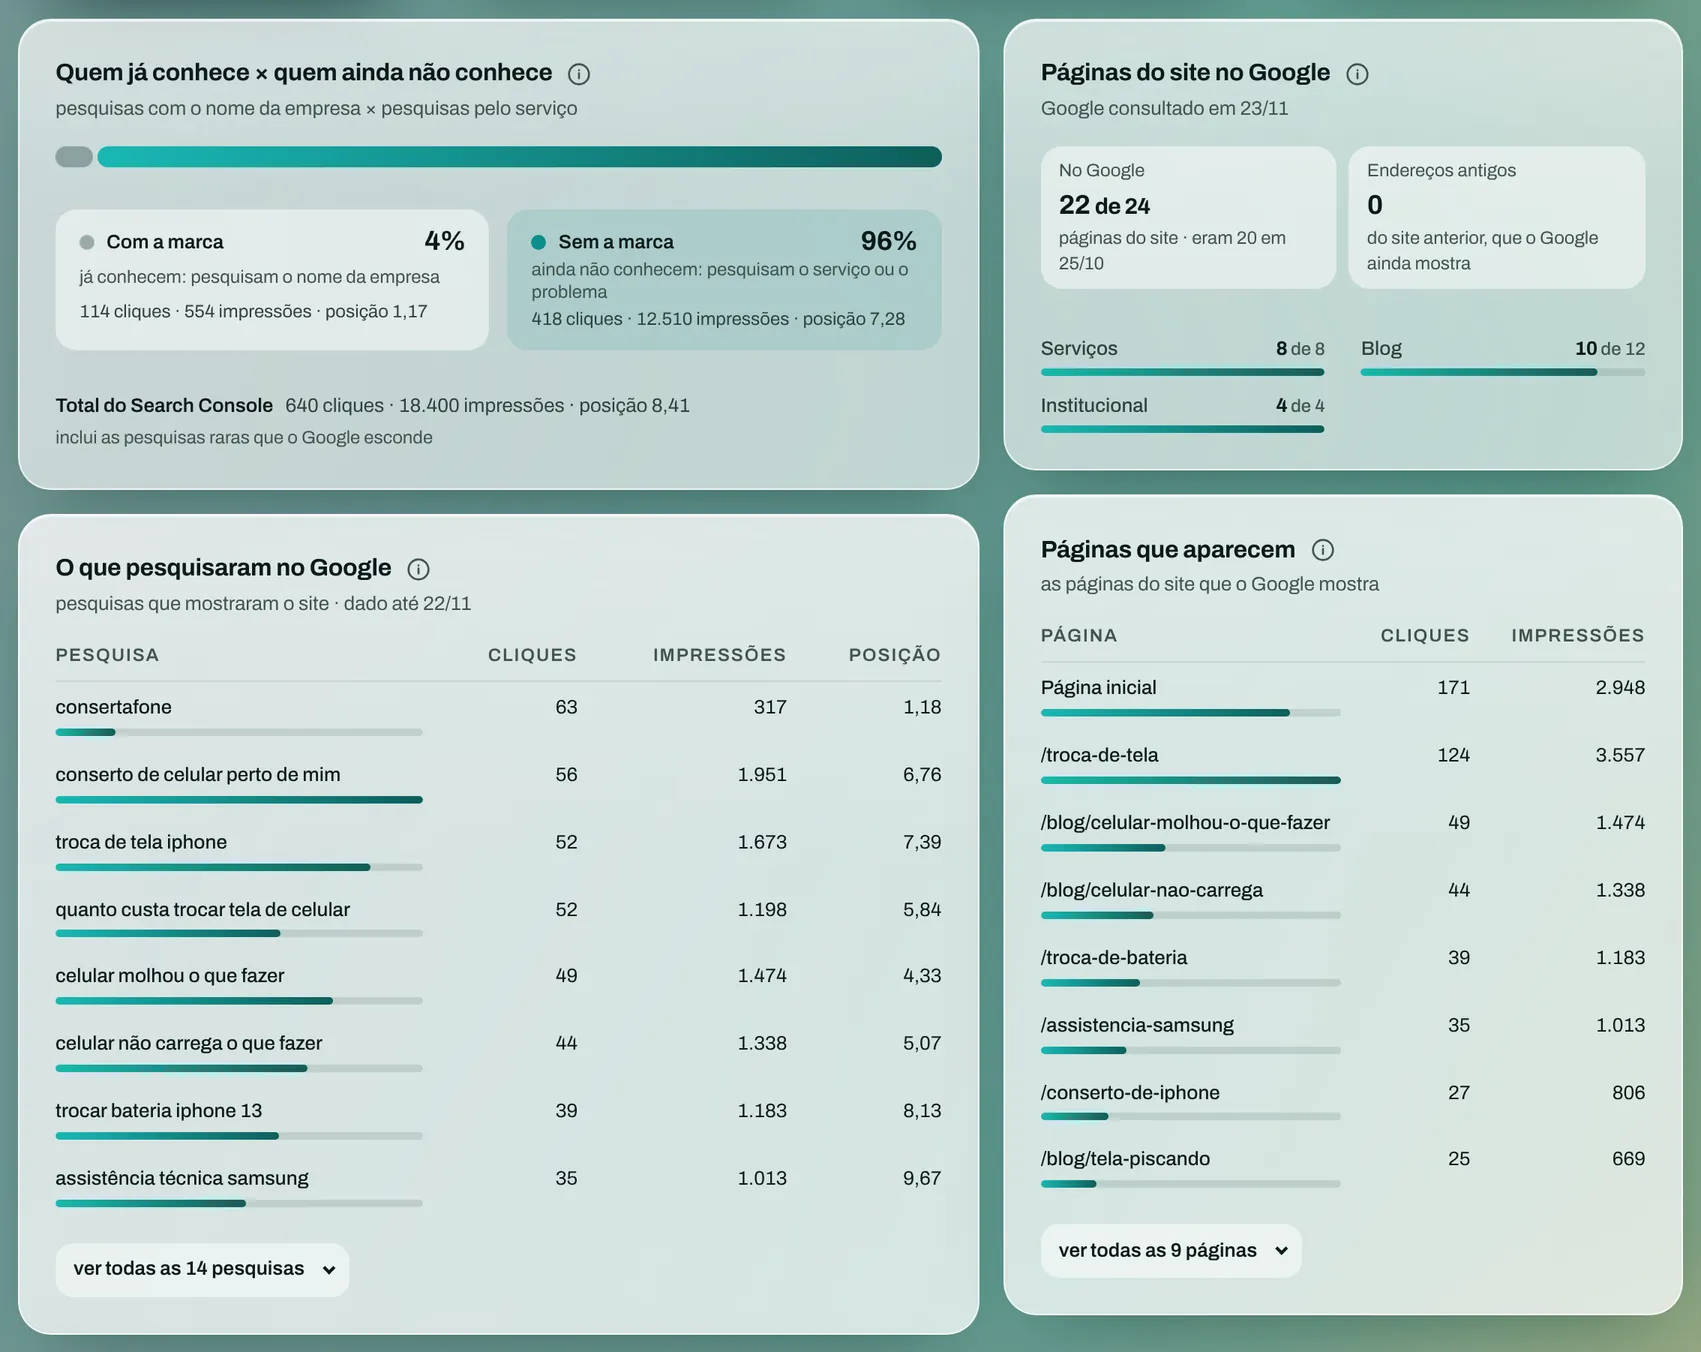 Quem já conhece × quem ainda não conhece
pesquisas com o nome da empresa × pesquisas pelo serviço
Com a marca 4%
já conhecem: pesquisam o nome da empresa
114 cliques · 554 impressões · posição 1,17
Sem a marca 96%
ainda não conhecem: pesquisam o serviço ou o
problema
418 cliques · 12.510 impressões · posição 7,28
Total do Search Console 640 cliques · 18.400 impressões · posição 8,41
inclui as pesquisas raras que o Google esconde
Páginas do site no Google
Google consultado em 23/11
No Google
22 de 24
páginas do site · eram 20 em
25/10
Endereços antigos
0
do site anterior, que o Google
ainda mostra
Serviços 8 de 8
Blog 10 de 12
Institucional 4 de 4
O que pesquisaram no Google
pesquisas que mostraram o site · dado até 22/11
PESQUISA CLIQUES IMPRESSÕES POSIÇÃO
consertafone 63 317 1,18
conserto de celular perto de mim 56 1.951 6,76
troca de tela iphone 52 1.673 7,39
quanto custa trocar tela de celular 52 1.198 5,84
celular molhou o que fazer 49 1.474 4,33
celular não carrega o que fazer 44 1.338 5,07
trocar bateria iphone 13 39 1.183 8,13
assistência técnica samsung 35 1.013 9,67
ver todas as 14 pesquisas
Páginas que aparecem
as páginas do site que o Google mostra
PÁGINA CLIQUES IMPRESSÕES
Página inicial 171 2.948
/troca-de-tela 124 3.557
/blog/celular-molhou-o-que-fazer 49 1.474
/blog/celular-nao-carrega 44 1.338
/troca-de-bateria 39 1.183
/assistencia-samsung 35 1.013
/conserto-de-iphone 27 806
/blog/tela-piscando 25 669
ver todas as 9 páginas